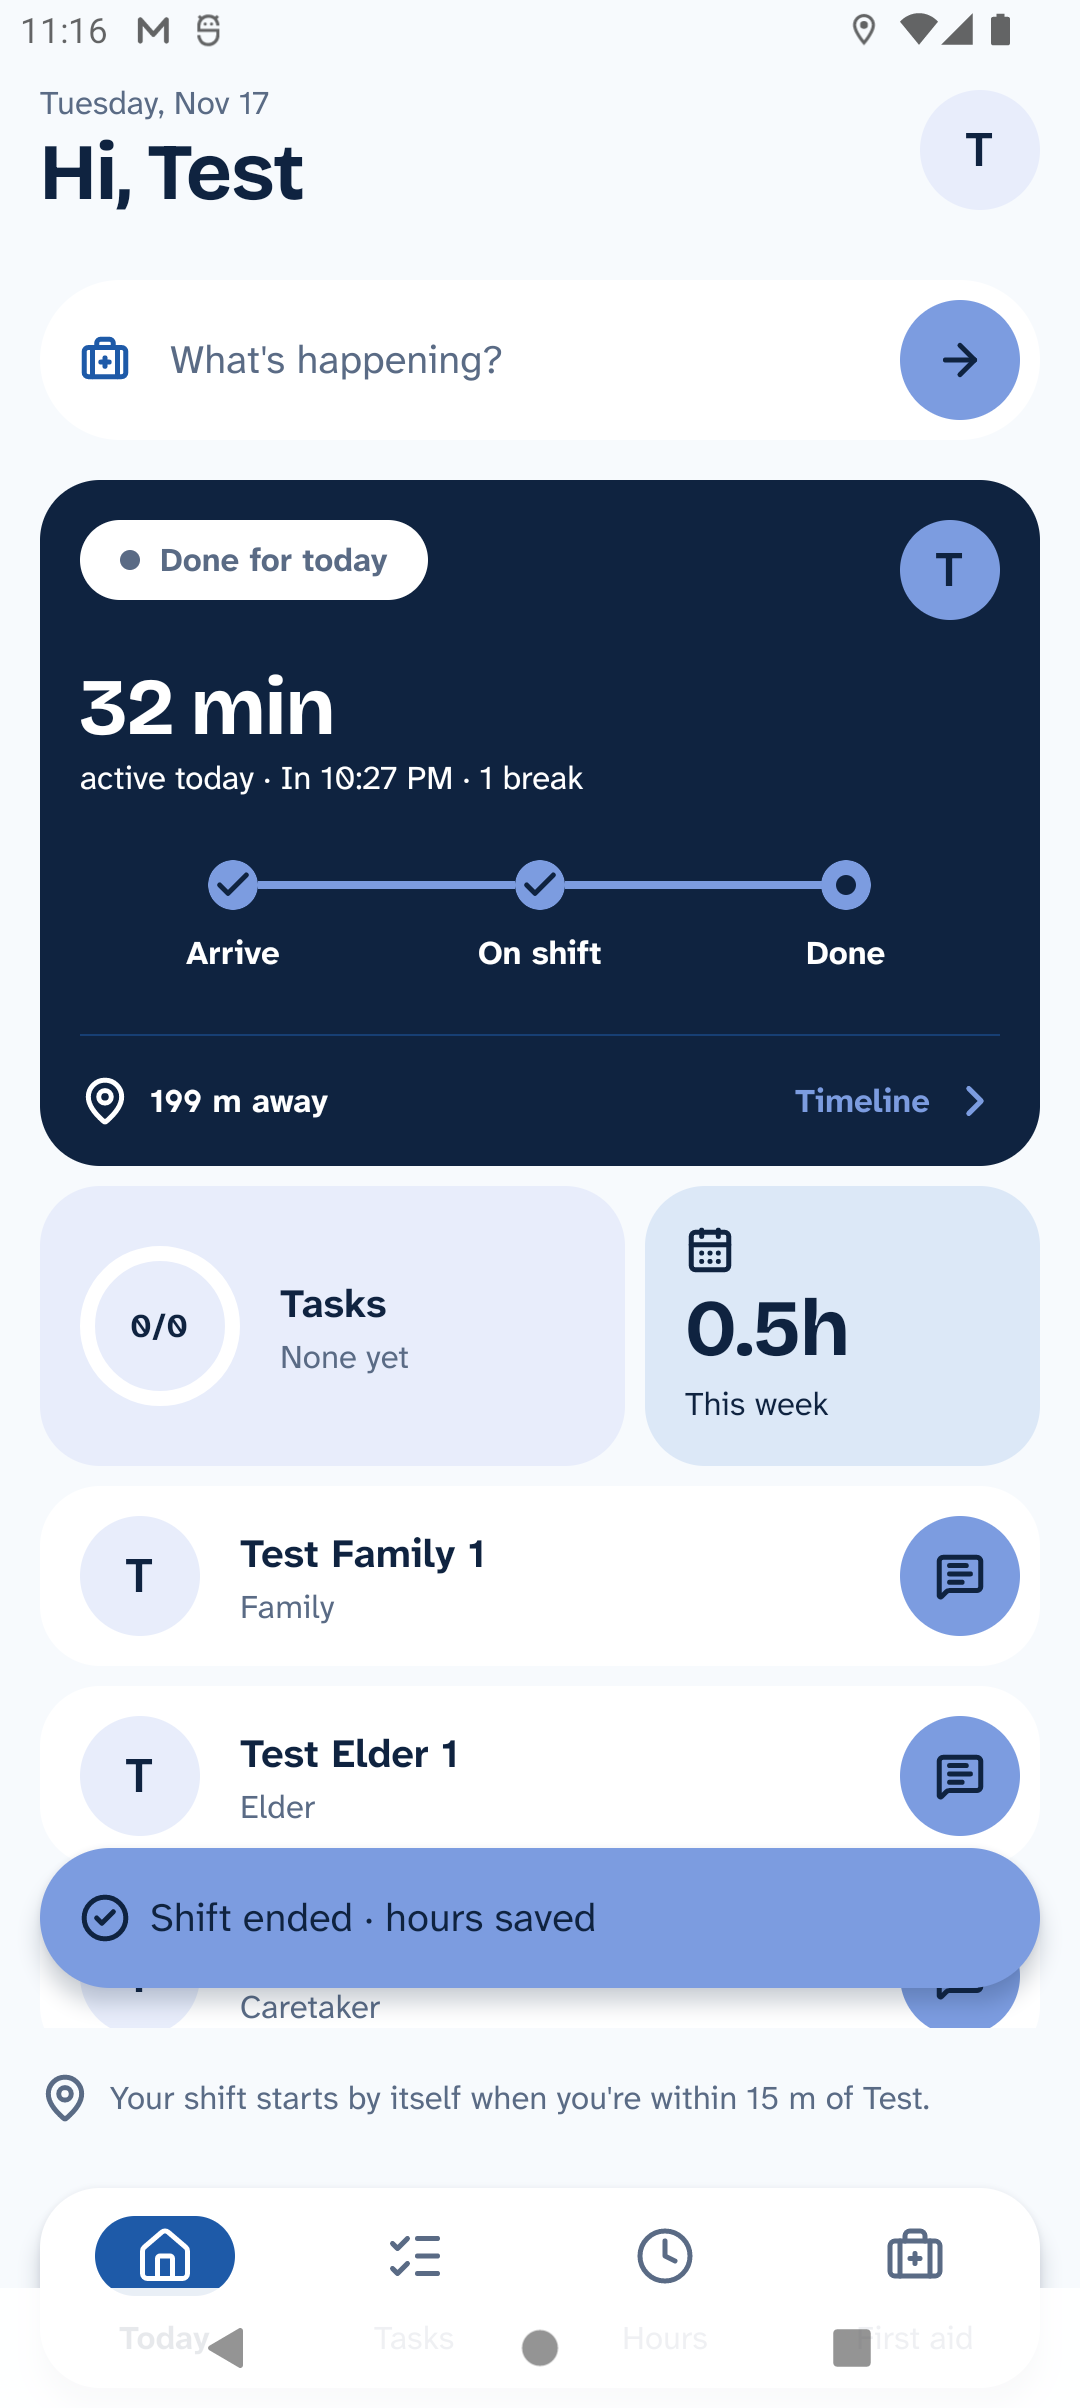 11:16
Tuesday, Nov 17
Hi, Test
T
What's happening?
Done for today
T
32 min
active today · In 10:27 PM · 1 break
Arrive
On shift
Done
199 m away
Timeline
0/0
Tasks
None yet
0.5h
This week
T
Test Family 1
Family
T
Test Elder 1
Elder
Shift ended · hours saved
Caretaker
Your shift starts by itself when you're within 15 m of Test.
Today
Tasks
Hours
First aid